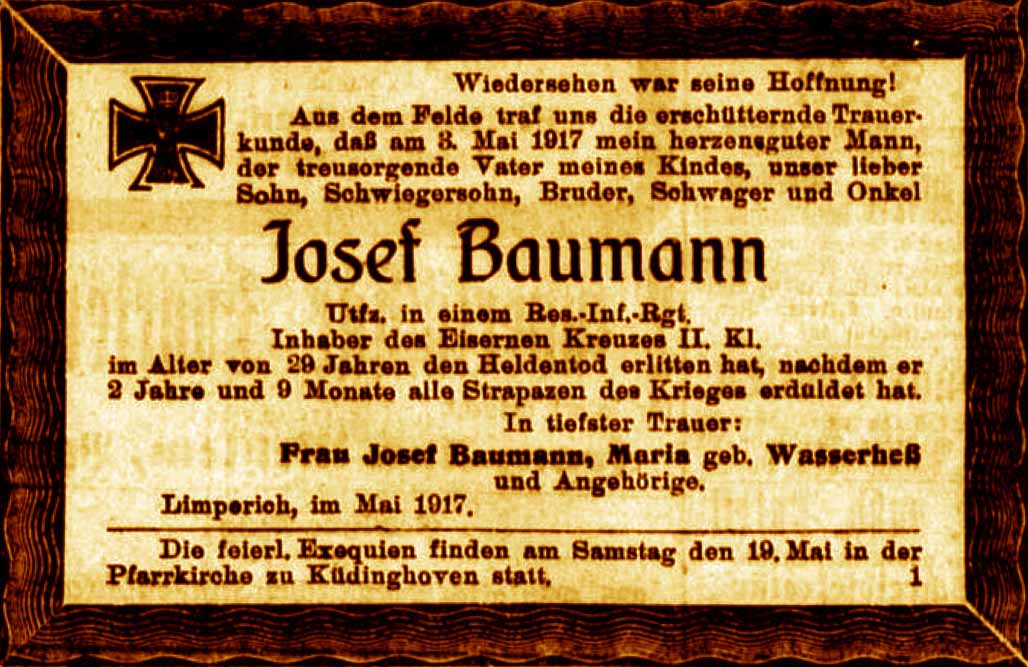 Wiedersehen war seine Hoffnung!
Aus dem Felde traf uns die erschütternde Trauer-
kunde, daß am 3. Mai 1917 mein herzensguter Mann,
der treusorgende Vater meines Kindes, unser lieber
Sohn, Schwiegersohn, Bruder, Schwager und Onkel
Josef Baumann
Utfz. in einem Res.-Inf.-Rgt.
Inhaber des Eisernen Kreuzes II. Kl.
im Alter von 29 Jahren den Heldentod erlitten hat, nachdem er
2 Jahre und 9 Monate alle Strapazen des Krieges erduldet hat.
In tiefster Trauer:
Frau Josef Baumann, Maria geb. Wasserheß
und Angehörige.
Limperich, im Mai 1917.
Die feierl. Exequien finden am Samstag den 19. Mai in der
Pfarrkirche zu Küdinghoven statt. 1